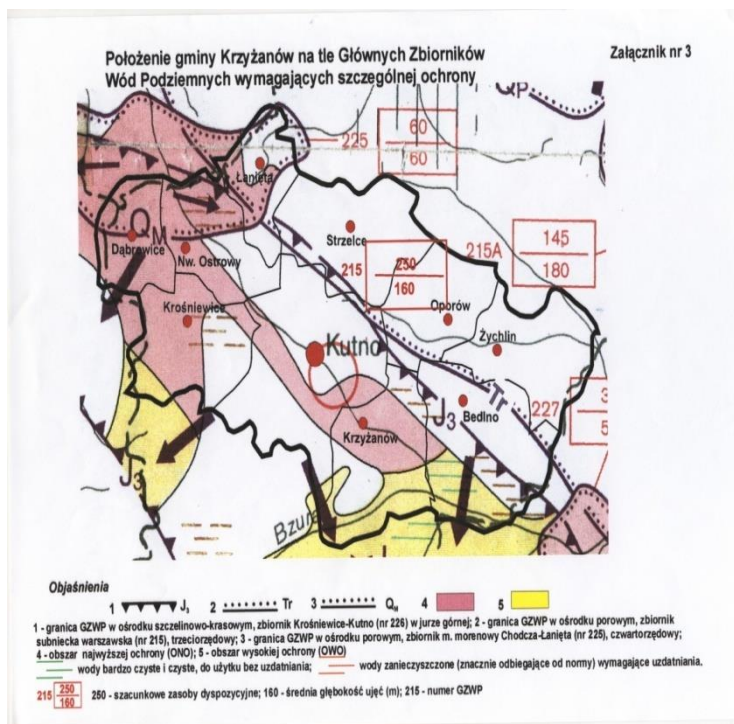 Położenie gminy Krzyżanów na tle Głównych Zbiorników
Wód Podziemnych wymagających szczególnej ochrony
Załącznik nr 3
QP
225
60
60
Łanięta
QM
Dąbrowice
Nw. Ostrowy
Strzelce
215
250
160
215A
145
180
Krośniewice
Oporów
Żychlin
Kutno
Tr
J3
Bedlno
227
3
5
Krzyżanów
J3
Bzura
Objaśnienia
1 J3 2 Tr 3 QM 4 5
1 - granica GZWP w ośrodku szczelinowo-krasowym, zbiornik Krośniewice-Kutno (nr 226) w jurze górnej; 2 - granica GZWP w ośrodku porowym, zbiornik
subniecka warszawska (nr 215), trzeciorzędowy; 3 - granica GZWP w ośrodku porowym, zbiornik m. morenowy Chodcza-Łanięta (nr 225), czwartorzędowy;
4 - obszar najwyższej ochrony (ONO); 5 - obszar wysokiej ochrony (OWO)
wody bardzo czyste i czyste, do użytku bez uzdatniania; wody zanieczyszczone (znacznie odbiegające od normy) wymagające uzdatniania.
215 250 160 250 - szacunkowe zasoby dyspozycyjne; 160 - średnia głębokość ujęć (m); 215 - numer GZWP